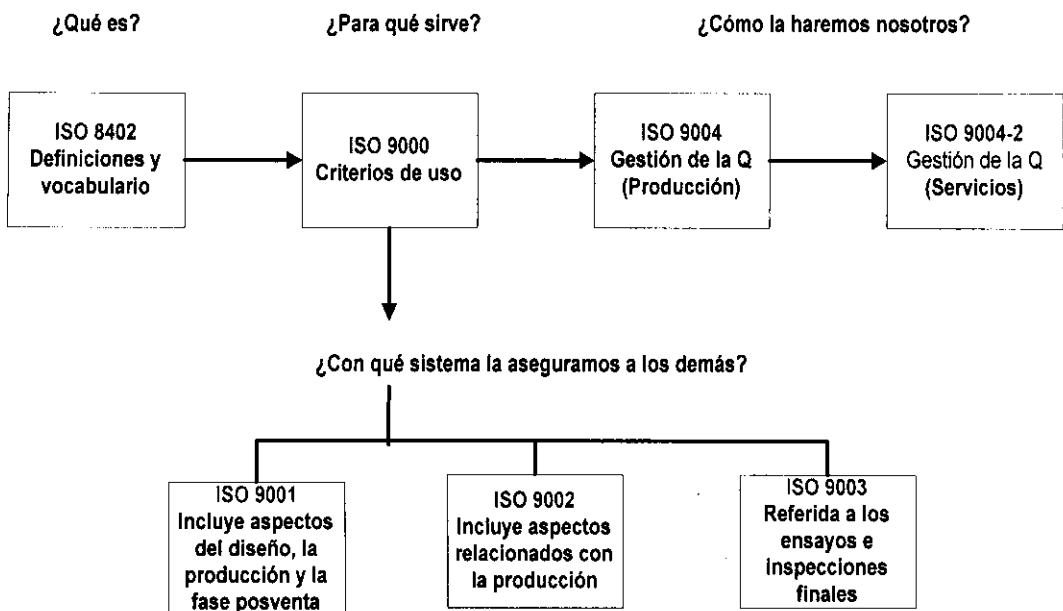 ¿Qué es?
¿Para qué sirve?
¿Cómo la haremos nosotros?
ISO 8402
Definiciones y
vocabulario
ISO 9000
Criterios de uso
ISO 9004
Gestión de la Q
(Producción)
ISO 9004-2
Gestión de la Q
(Servicios)
¿Con qué sistema la aseguramos a los demás?
ISO 9001
Incluye aspectos
del diseño, la
producción y la
fase posventa
ISO 9002
Incluye aspectos
relacionados con
la producción
ISO 9003
Referida a los
ensayos e
inspecciones
finales